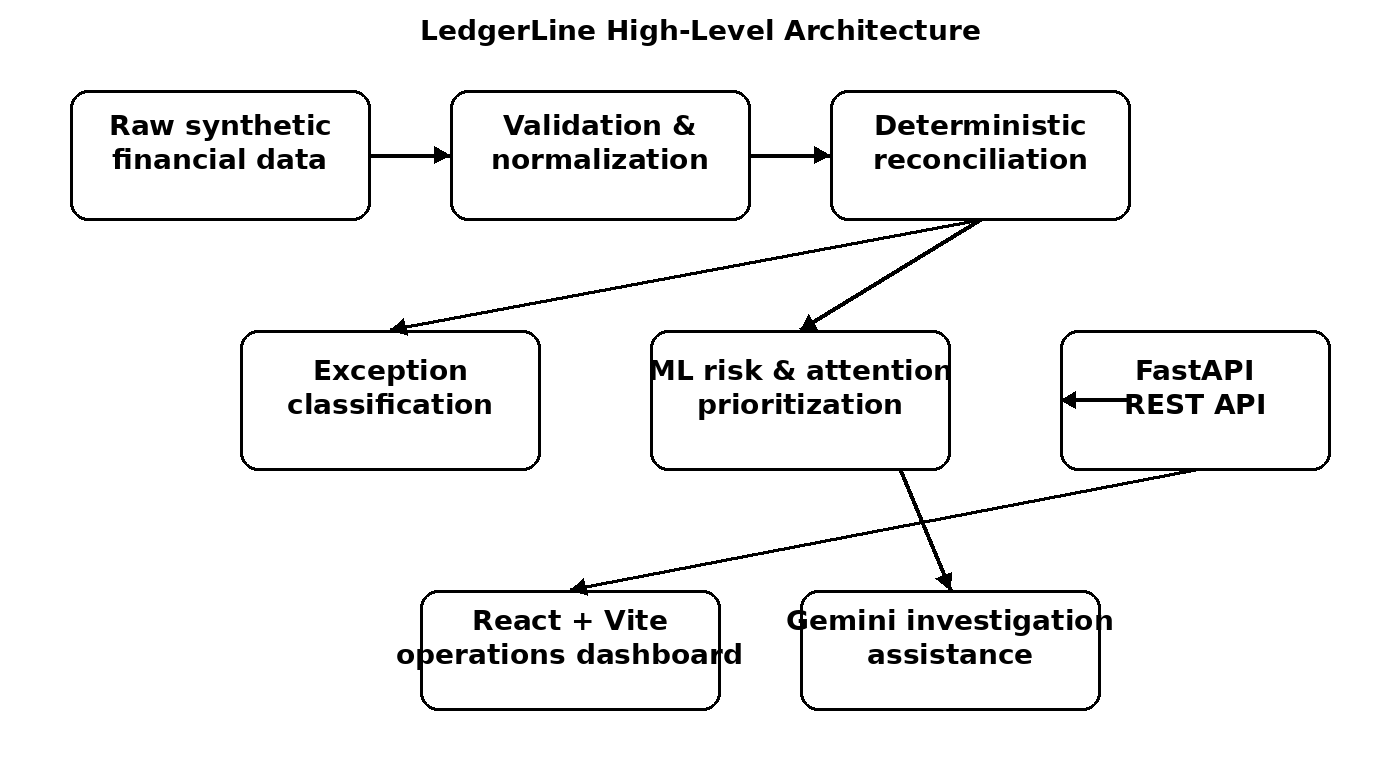 LedgerLine High-Level Architecture
Raw synthetic
financial data
Validation &
normalization
Deterministic
reconciliation
Exception
classification
ML risk & attention
prioritization
FastAPI
REST API
React + Vite
operations dashboard
Gemini investigation
assistance